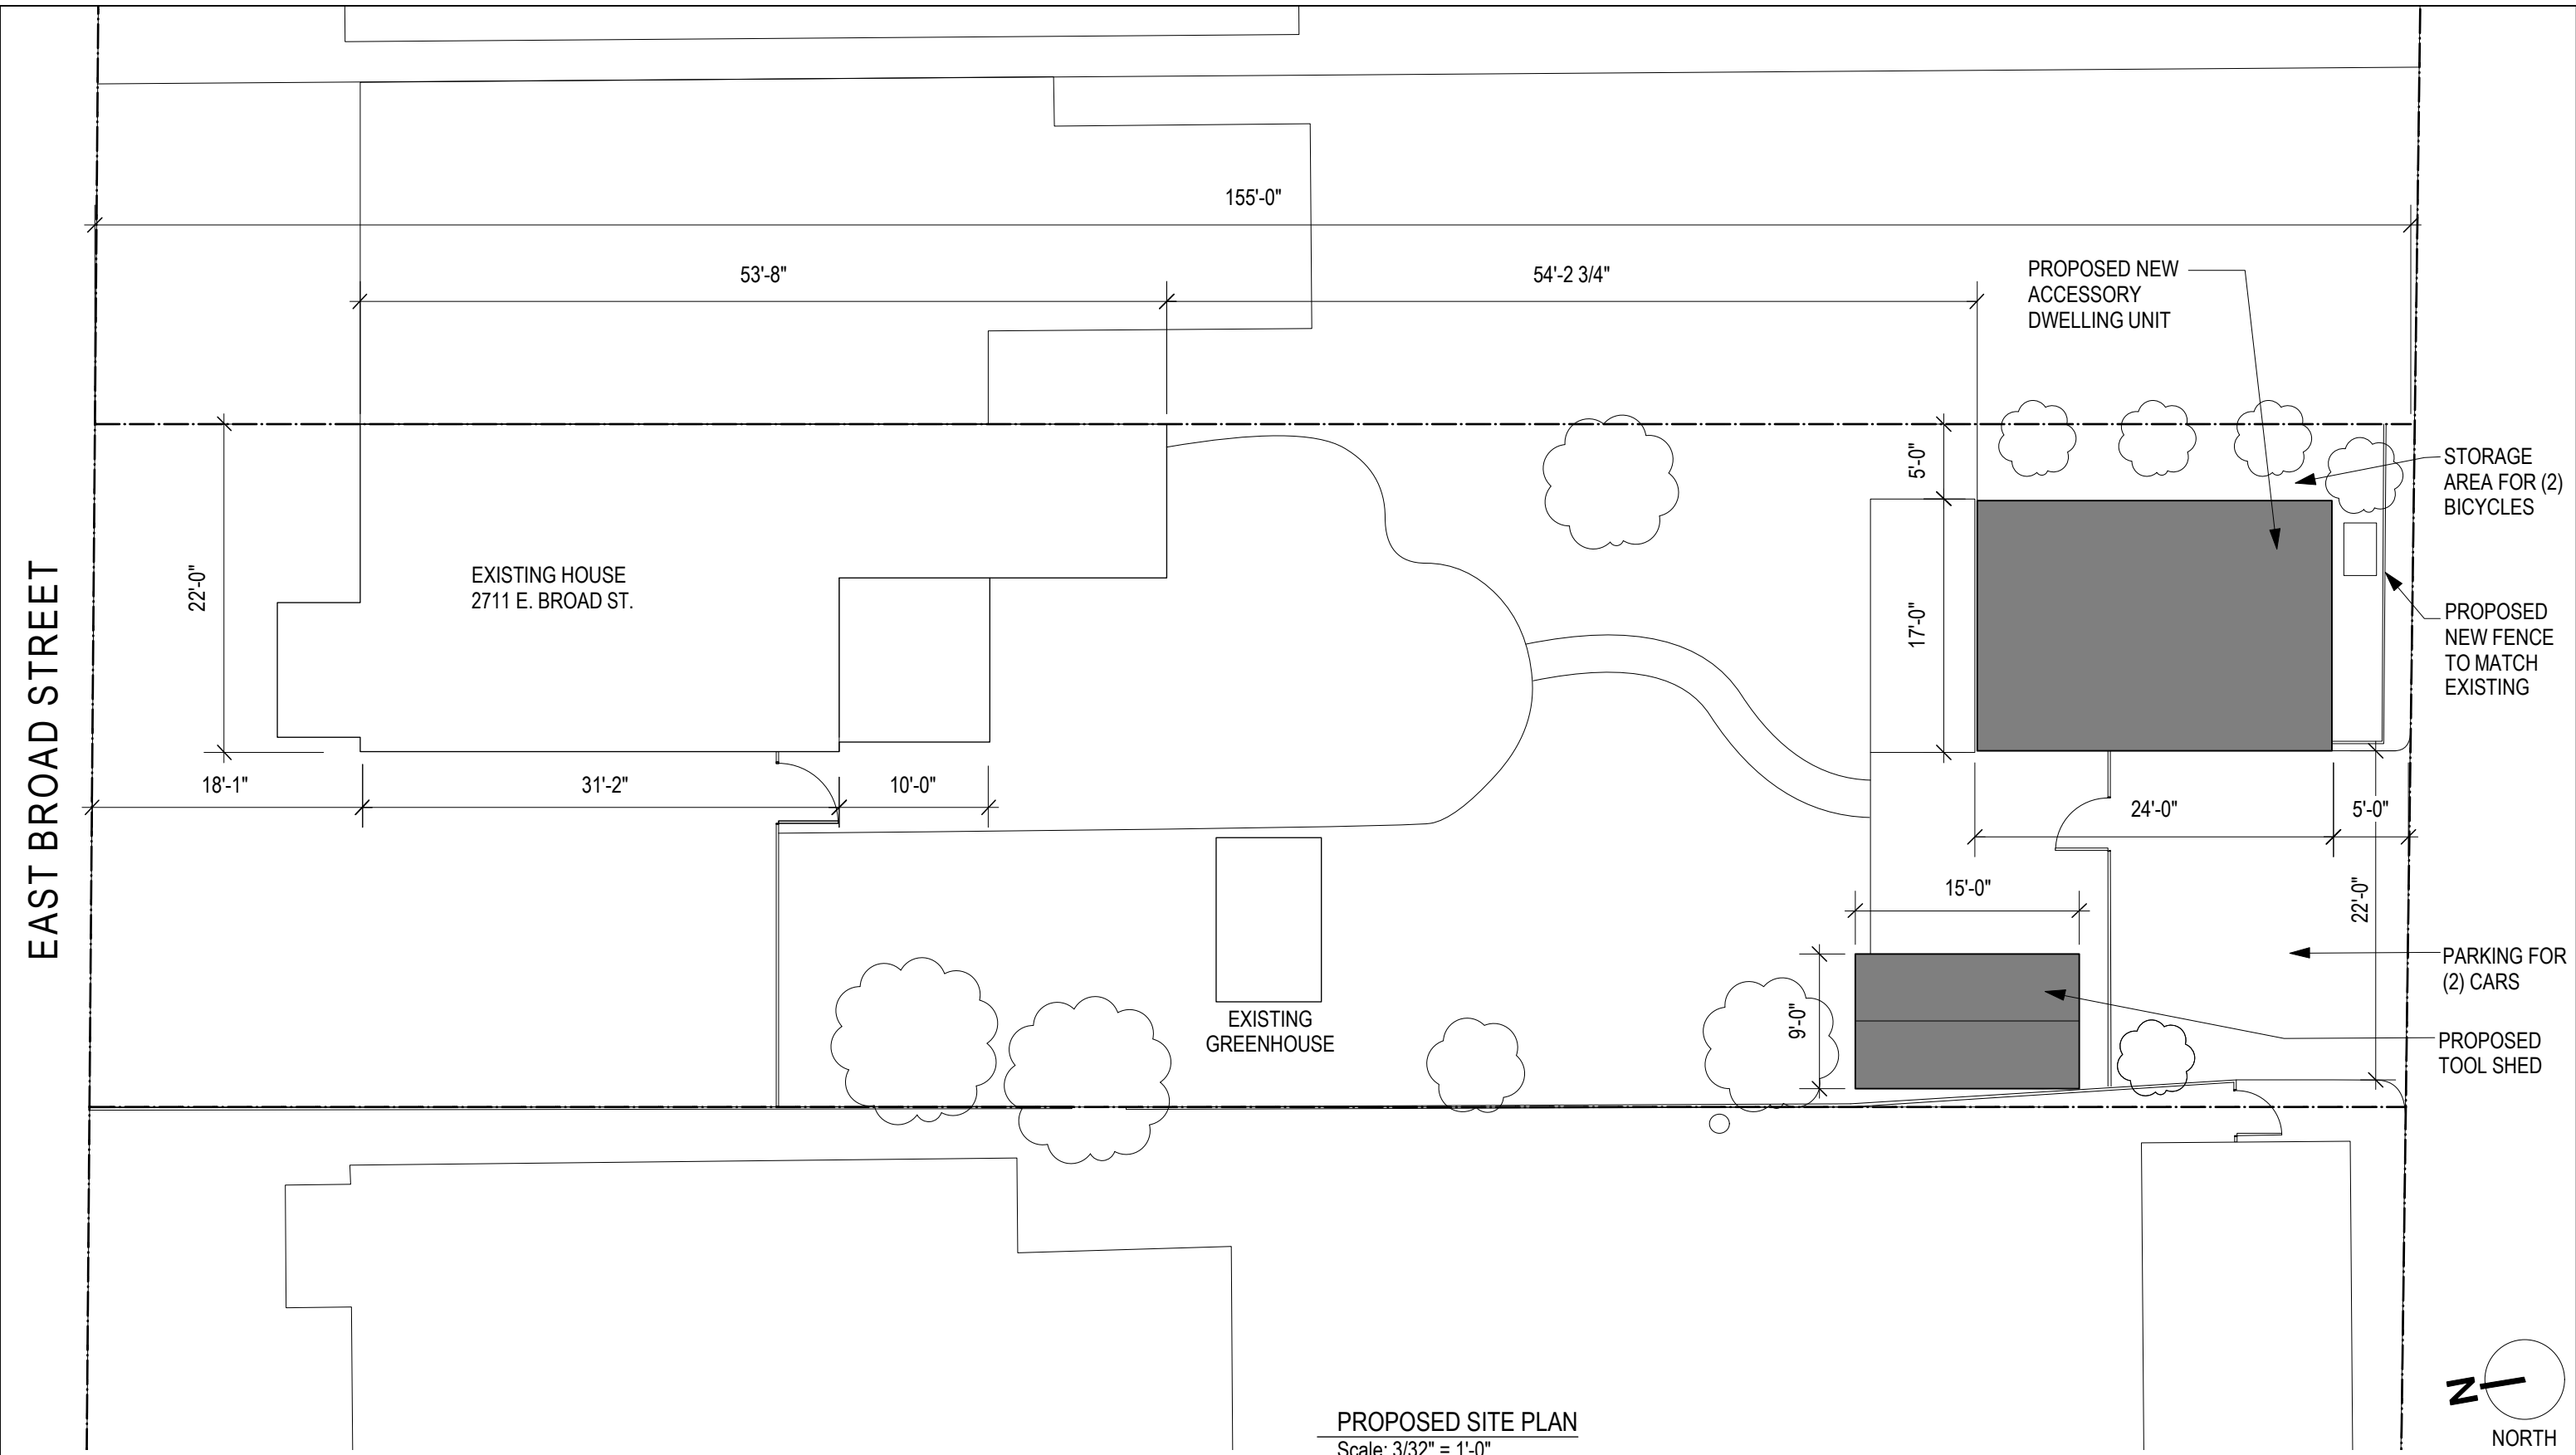 155'-0"
53'-8"
54'-2 3/4"
PROPOSED NEW
ACCESSORY
DWELLING UNIT
STORAGE
AREA FOR (2)
BICYCLES
5'-0"
EXISTING HOUSE
2711 E. BROAD ST.
22'-0"
17'-0"
PROPOSED
NEW FENCE
TO MATCH
EXISTING
EAST BROAD STREET
18'-1"
31'-2"
10'-0"
24'-0"
5'-0"
15'-0"
22'-0"
PARKING FOR
(2) CARS
9'-0"
EXISTING
GREENHOUSE
PROPOSED
TOOL SHED
PROPOSED SITE PLAN
Scale: 3/32" = 1'-0"
N
NORTH